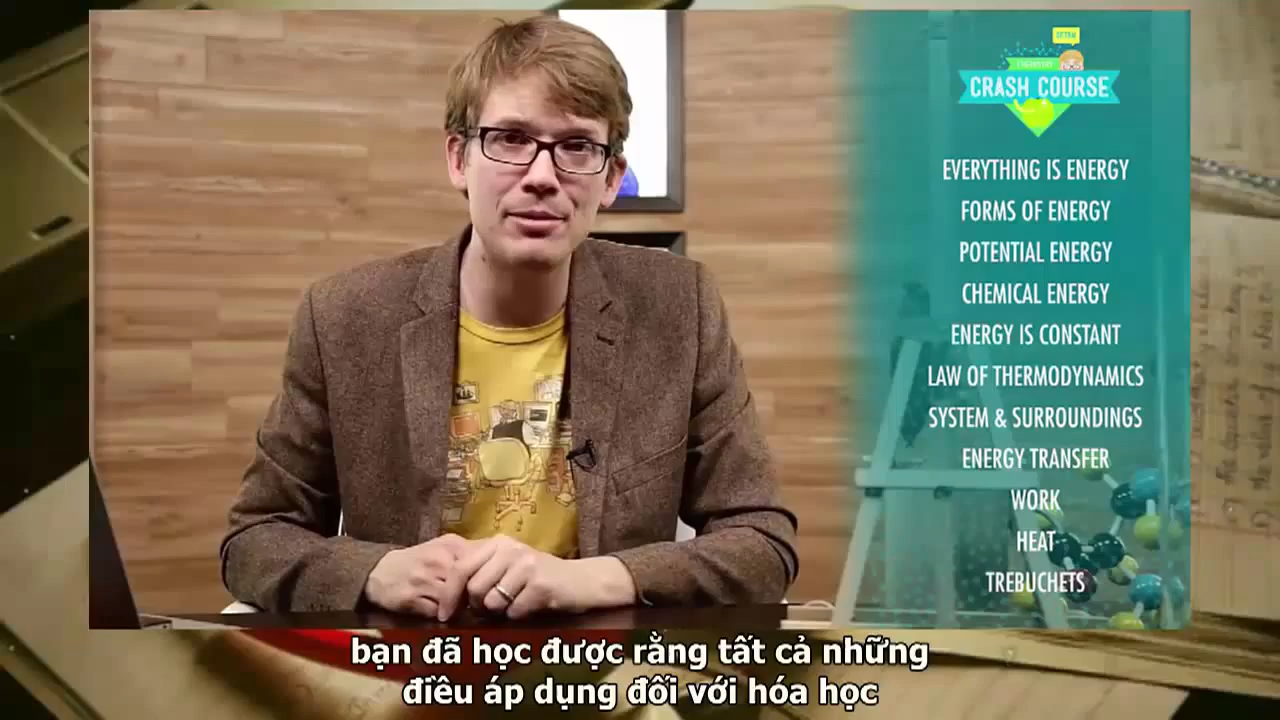 CHEMISTRY
CRASH COURSE
EVERYTHING IS ENERGY
FORMS OF ENERGY
POTENTIAL ENERGY
CHEMICAL ENERGY
ENERGY IS CONSTANT
LAW OF THERMODYNAMICS
SYSTEM & SURROUNDINGS
ENERGY TRANSFER
WORK
HEAT
TREBUCHETS
bạn đã học được rằng tất cả những
điều áp dụng đối với hóa học